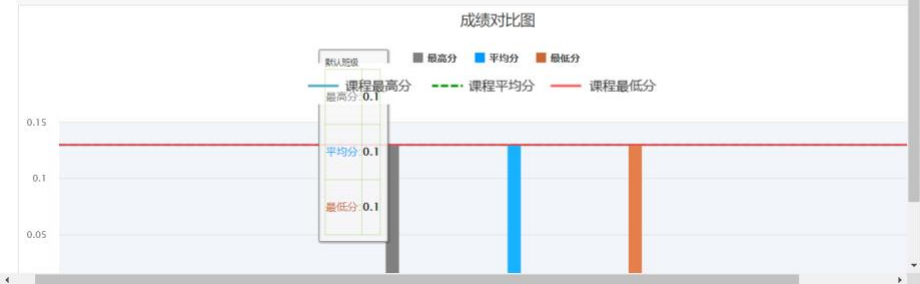 成绩对比图
默认班级
最高分 平均分 最低分
课程最高分 课程平均分 课程最低分
最高分: 0.1
0.15
平均分: 0.1
0.1
最低分: 0.1
0.05